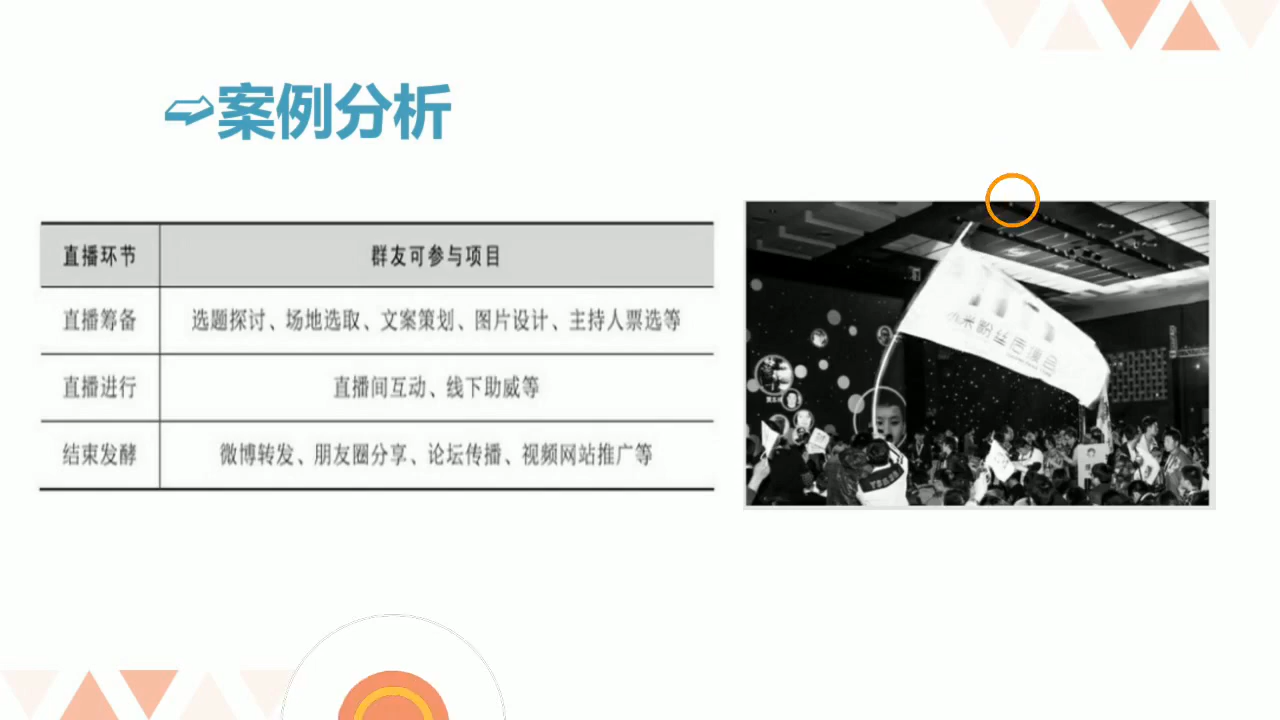 ➫案例分析
直播环节 群友可参与项目
直播筹备 选题探讨、场地选取、文案策划、图片设计、主持人票选等
直播进行 直播间互动、线下助威等
结束发酵 微博转发、朋友圈分享、论坛传播、视频网站推广等